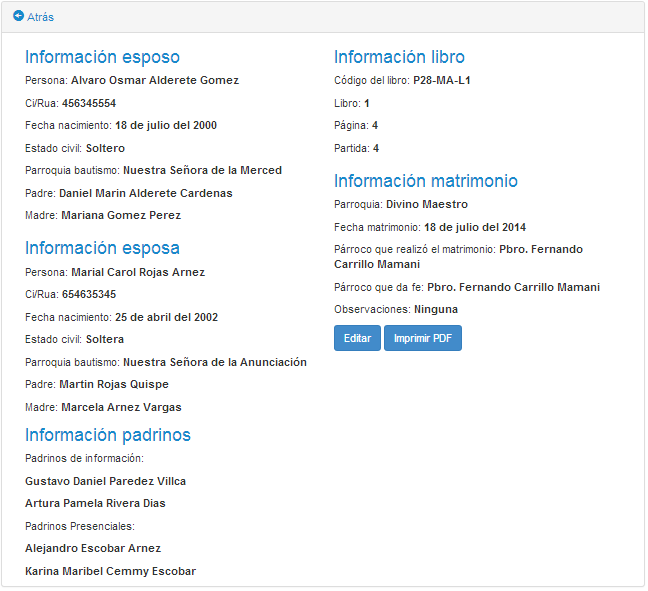 Atrás
Información esposo
Persona: Alvaro Osmar Alderete Gomez
Ci/Rua: 456345554
Fecha nacimiento: 18 de julio del 2000
Estado civil: Soltero
Parroquia bautismo: Nuestra Señora de la Merced
Padre: Daniel Marin Alderete Cardenas
Madre: Mariana Gomez Perez
Información esposa
Persona: Marial Carol Rojas Arnez
Ci/Rua: 654635345
Fecha nacimiento: 25 de abril del 2002
Estado civil: Soltera
Parroquia bautismo: Nuestra Señora de la Anunciación
Padre: Martin Rojas Quispe
Madre: Marcela Arnez Vargas
Información padrinos
Padrinos de información:
Gustavo Daniel Paredez Villca
Artura Pamela Rivera Dias
Padrinos Presenciales:
Alejandro Escobar Arnez
Karina Maribel Cemmy Escobar
Información libro
Código del libro: P28-MA-L1
Libro: 1
Página: 4
Partida: 4
Información matrimonio
Parroquia: Divino Maestro
Fecha matrimonio: 18 de julio del 2014
Párroco que realizó el matrimonio: Pbro. Fernando
Carrillo Mamani
Párroco que da fe: Pbro. Fernando Carrillo Mamani
Observaciones: Ninguna
Editar Imprimir PDF